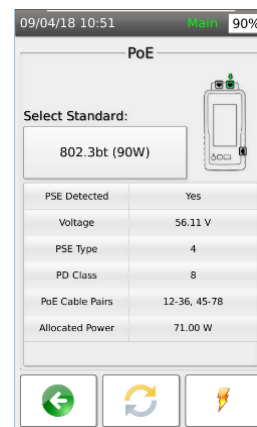 09/04/18 10:51 Main 90%
PoE
Select Standard:
802.3bt (90W)
PSE Detected Yes
Voltage 56.11 V
PSE Type 4
PD Class 8
PoE Cable Pairs 12-36, 45-78
Allocated Power 71.00 W